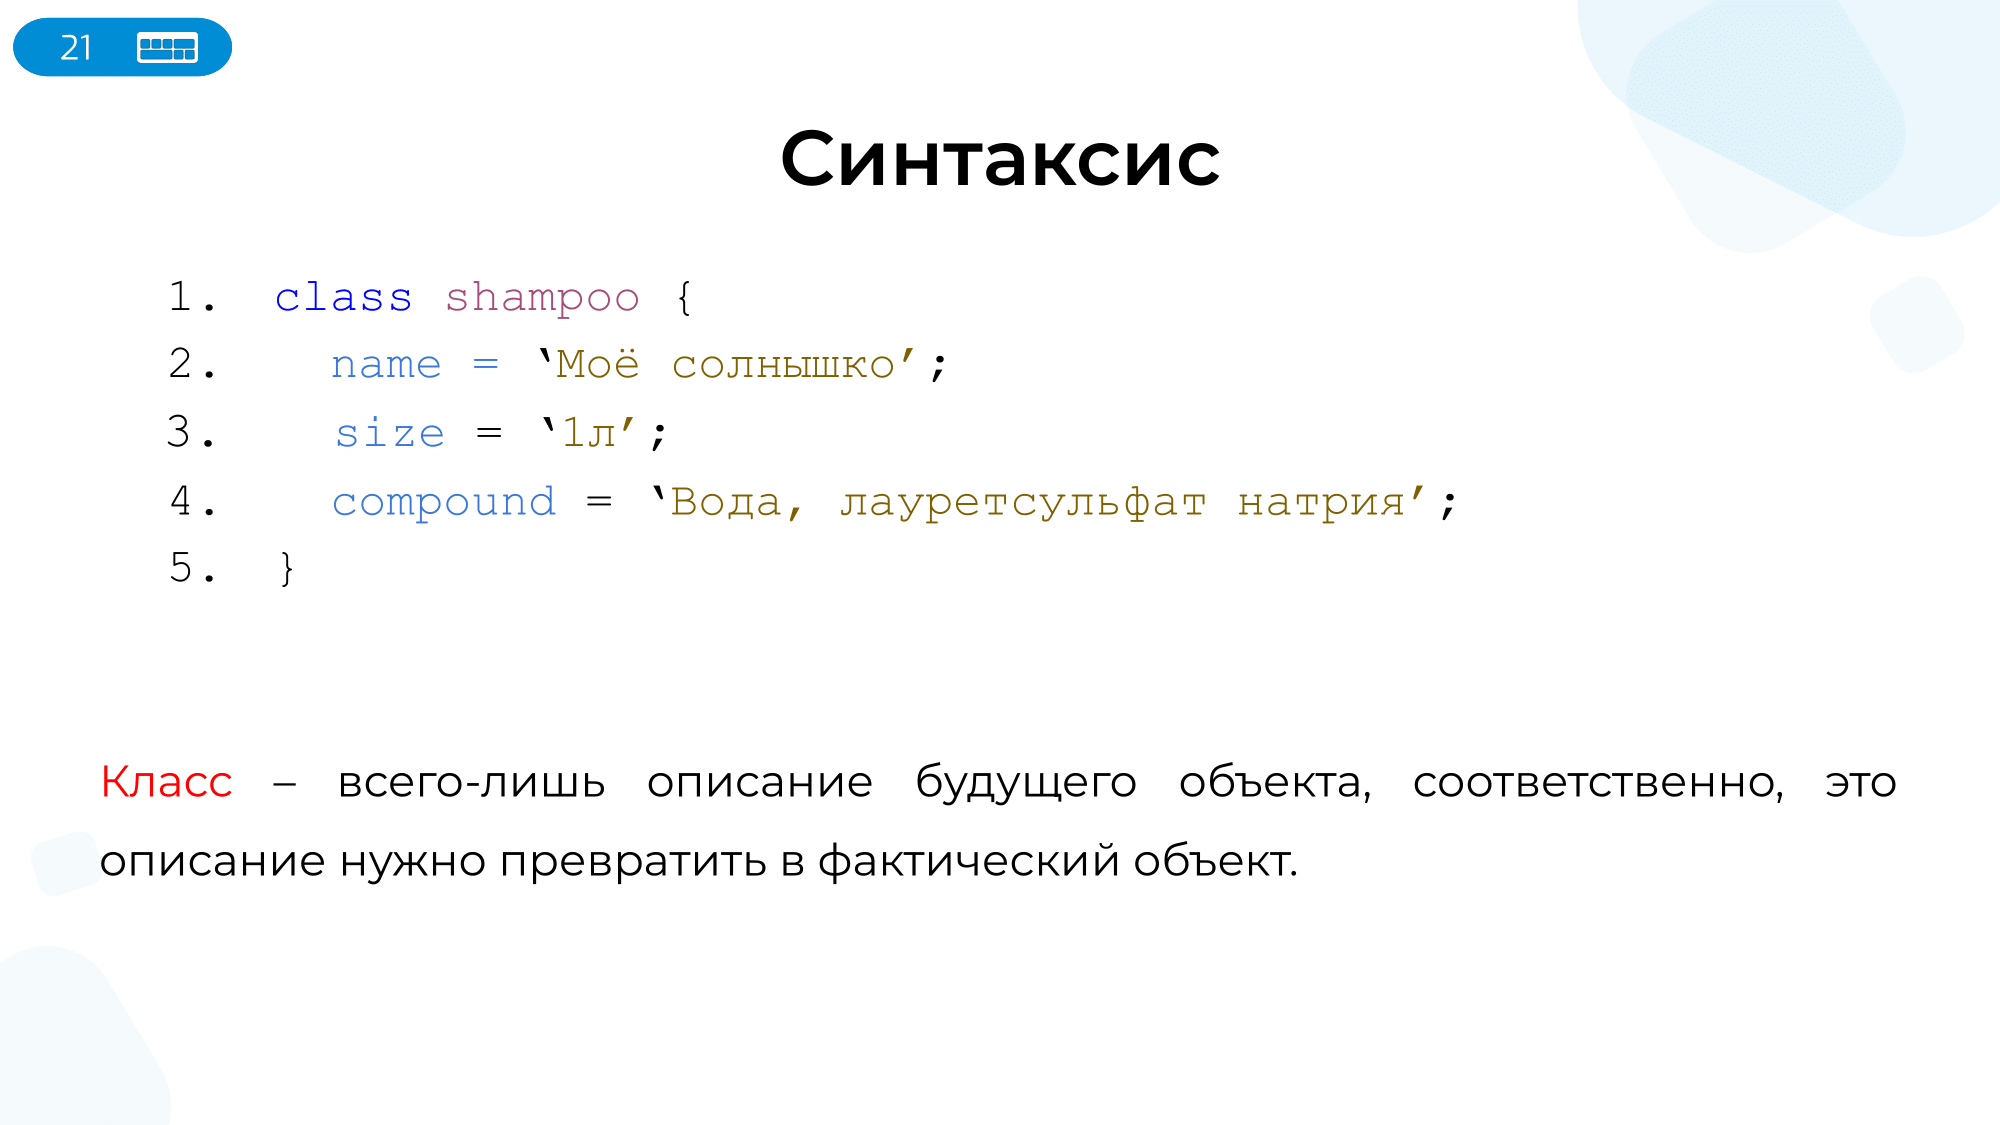 21
Синтаксис
1. class shampoo {
2. name = ‘Моё солнышко’;
3. size = ‘1л’;
4. compound = ‘Вода, лауретсульфат натрия’;
5. }
Класс – всего-лишь описание будущего объекта, соответственно, это
описание нужно превратить в фактический объект.